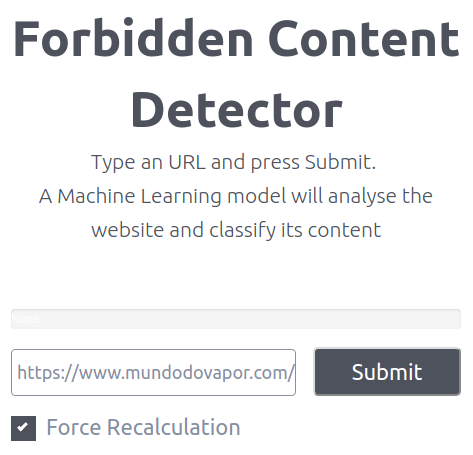 Forbidden Content
Detector
Type an URL and press Submit.
A Machine Learning model will analyse the
website and classify its content
None
https://www.mundodovapor.com/
Submit
Force Recalculation